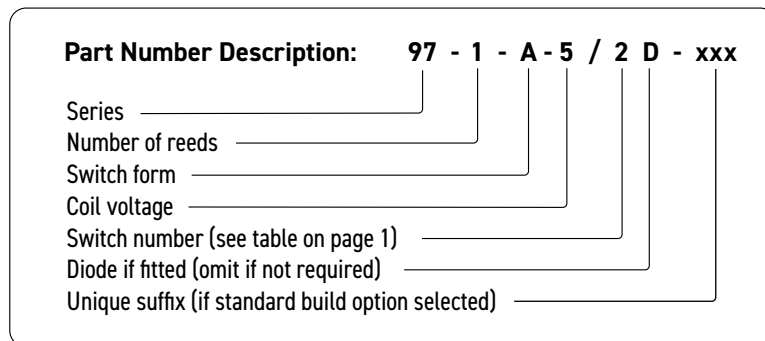 Part Number Description: 97 - 1 - A - 5 / 2 D - xxx
Series
Number of reeds
Switch form
Coil voltage
Switch number (see table on page 1)
Diode if fitted (omit if not required)
Unique suffix (if standard build option selected)